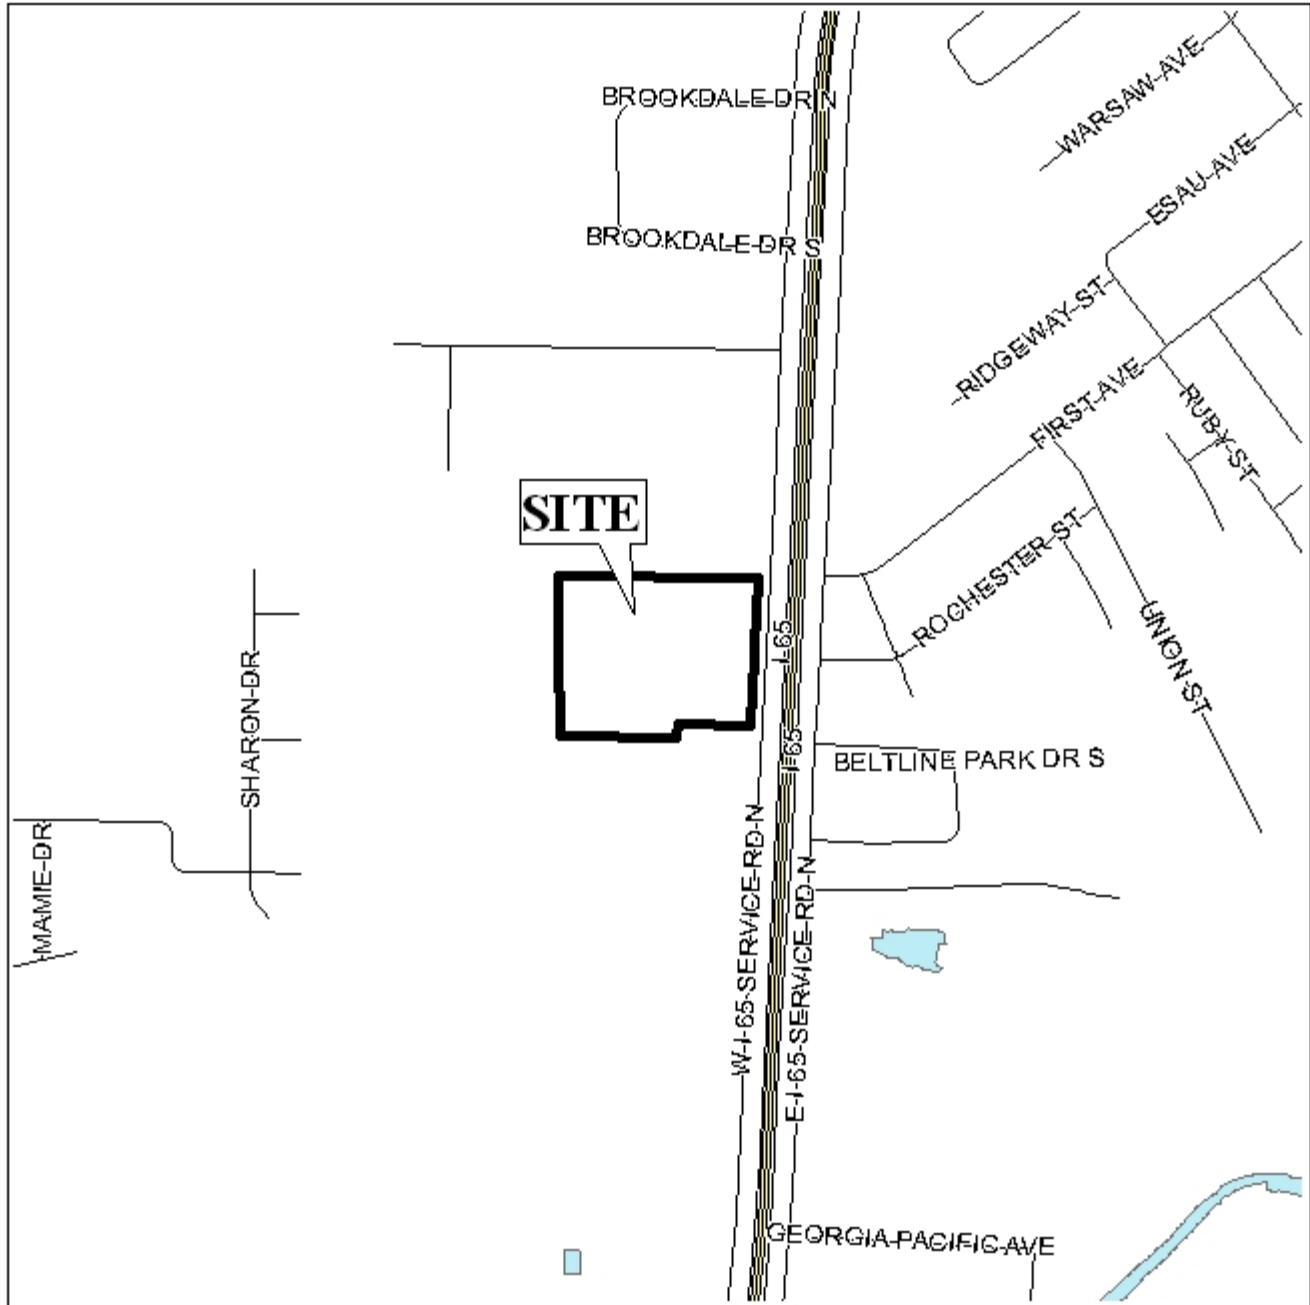 BROOKDALE DR N
WARSAW AVE
ESAU AVE
BROOKDALE DR S
RIDGEWAY ST
FIRST AVE
RUBY ST
SITE
ROCHESTER ST
UNION ST
I-65
SHARON DR
I-65
BELTLINE PARK DR S
MAMIE DR
W I-65 SERVICE RD N
E I-65 SERVICE RD N
GEORGIA PACIFIC AVE